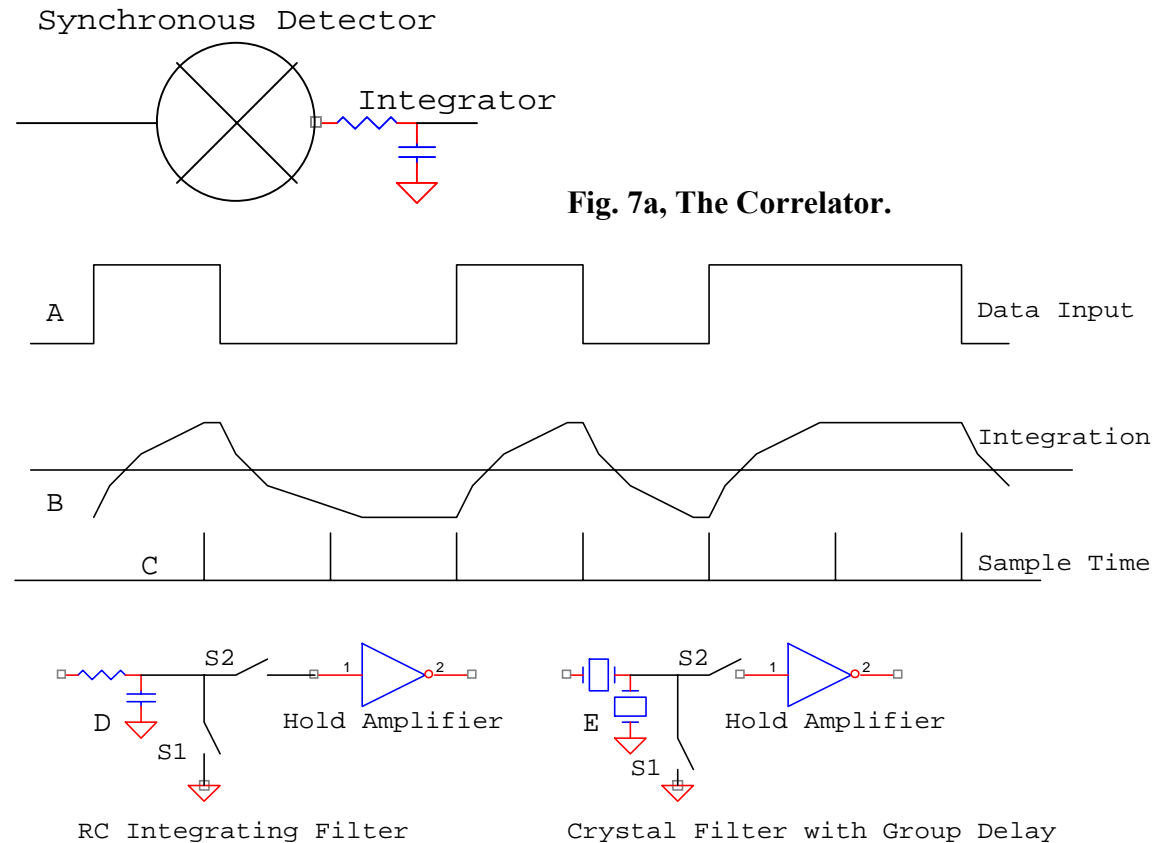 Synchronous Detector
Integrator
Fig. 7a, The Correlator.
A
Data Input
Integration
B
C
Sample Time
S2
1
2
D
Hold Amplifier
S1
RC Integrating Filter
S2
1
2
E
Hold Amplifier
S1
Crystal Filter with Group Delay